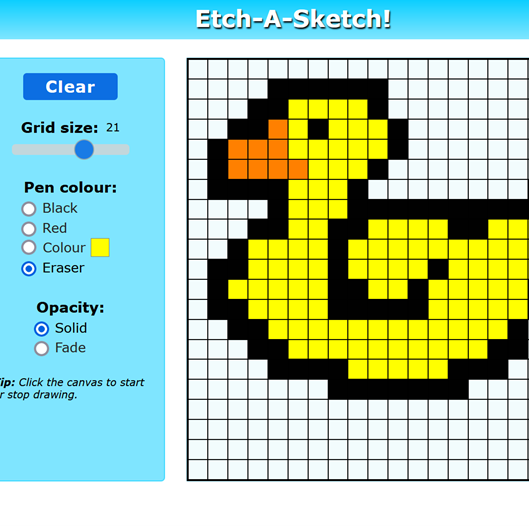 Etch-A-Sketch!
Clear
Grid size: 21
Pen colour:
Black
Red
Colour
Eraser
Opacity:
Solid
Fade
ip: Click the canvas to start
r stop drawing.